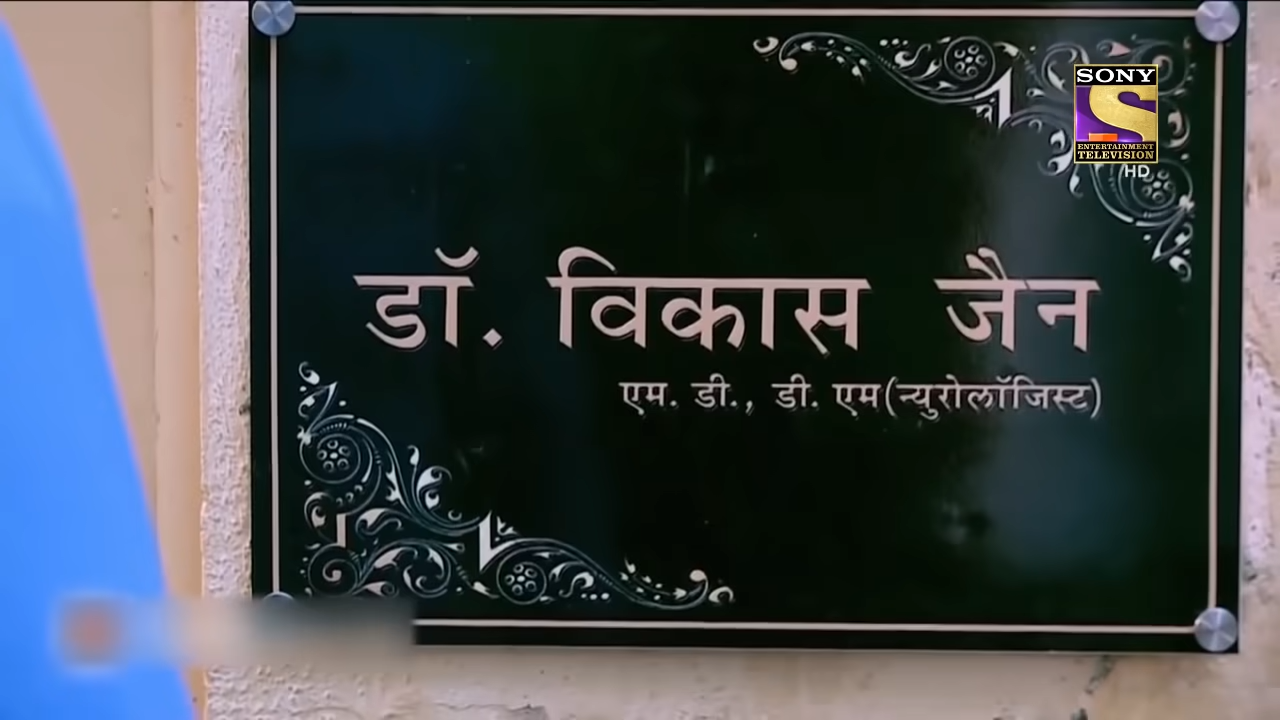 SONY
ENTERTAINMENT
TELEVISION
HD
डॉ. विकास जैन
एम. डी., डी. एम(न्युरोलॉजिस्ट)